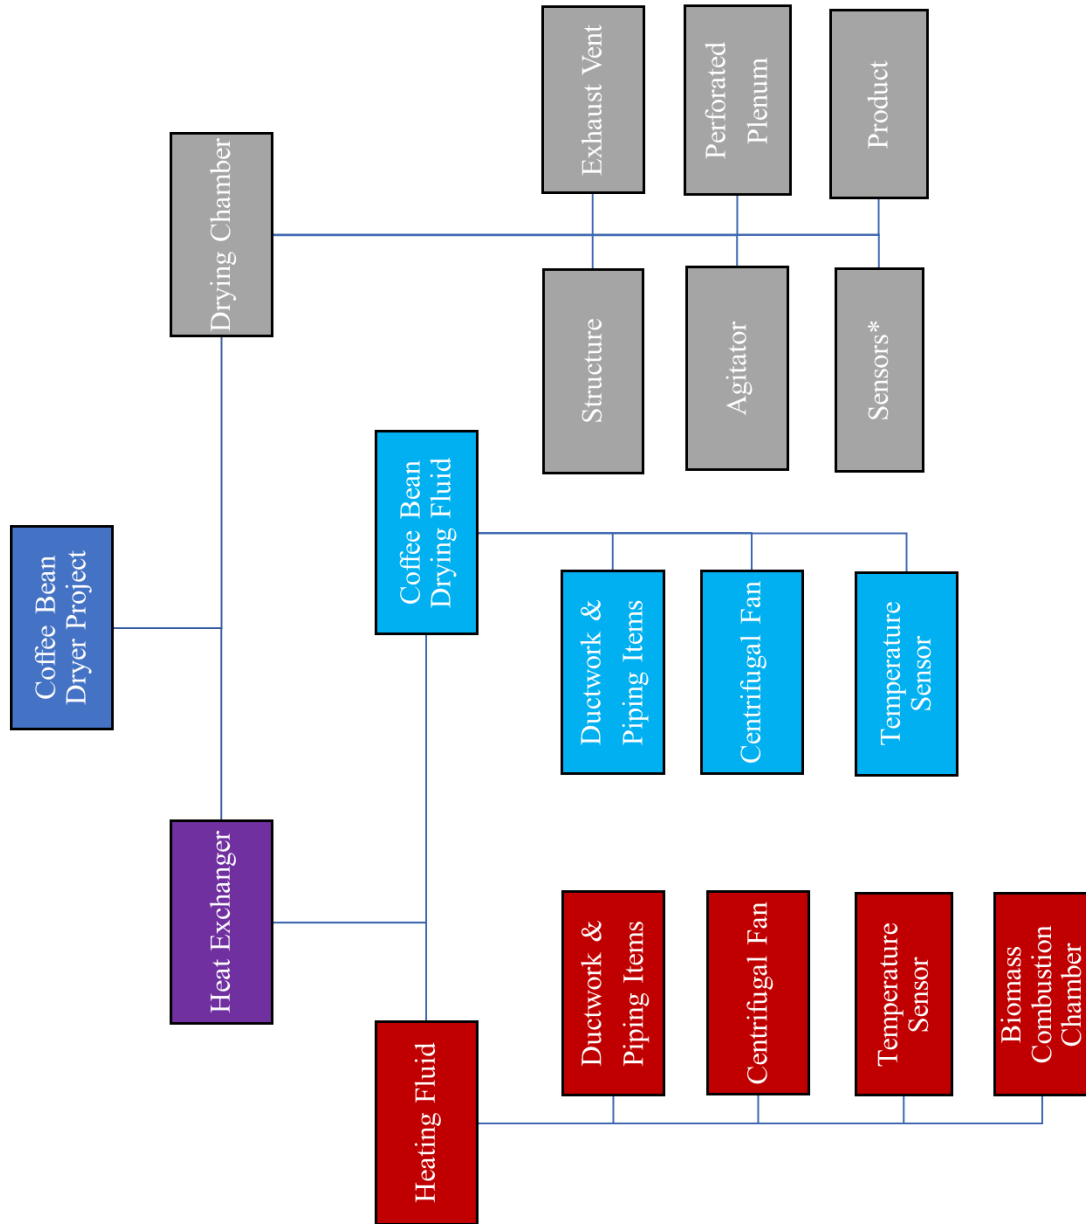 Coffee Bean
Dryer Project
Heat Exchanger
Drying Chamber
Heating Fluid
Coffee Bean
Drying Fluid
Ductwork &
Piping Items
Centrifugal Fan
Temperature
Sensor
Biomass
Combustion
Chamber
Ductwork &
Piping Items
Centrifugal Fan
Temperature
Sensor
Structure
Exhaust Vent
Agitator
Perforated
Plenum
Sensors*
Product